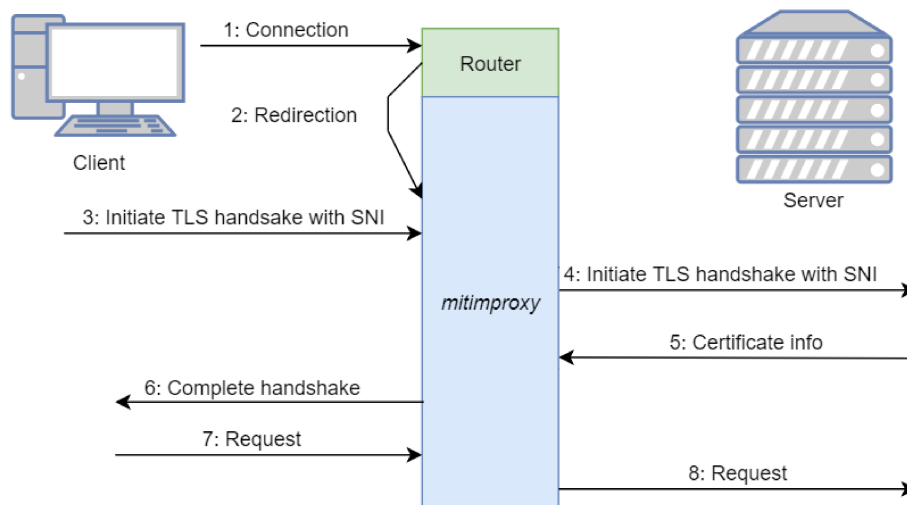 1: Connection
Router
2: Redirection
Client
Server
3: Initiate TLS handsake with SNI
4: Initiate TLS handshake with SNI
mitimproxy
5: Certificate info
6: Complete handshake
7: Request
8: Request